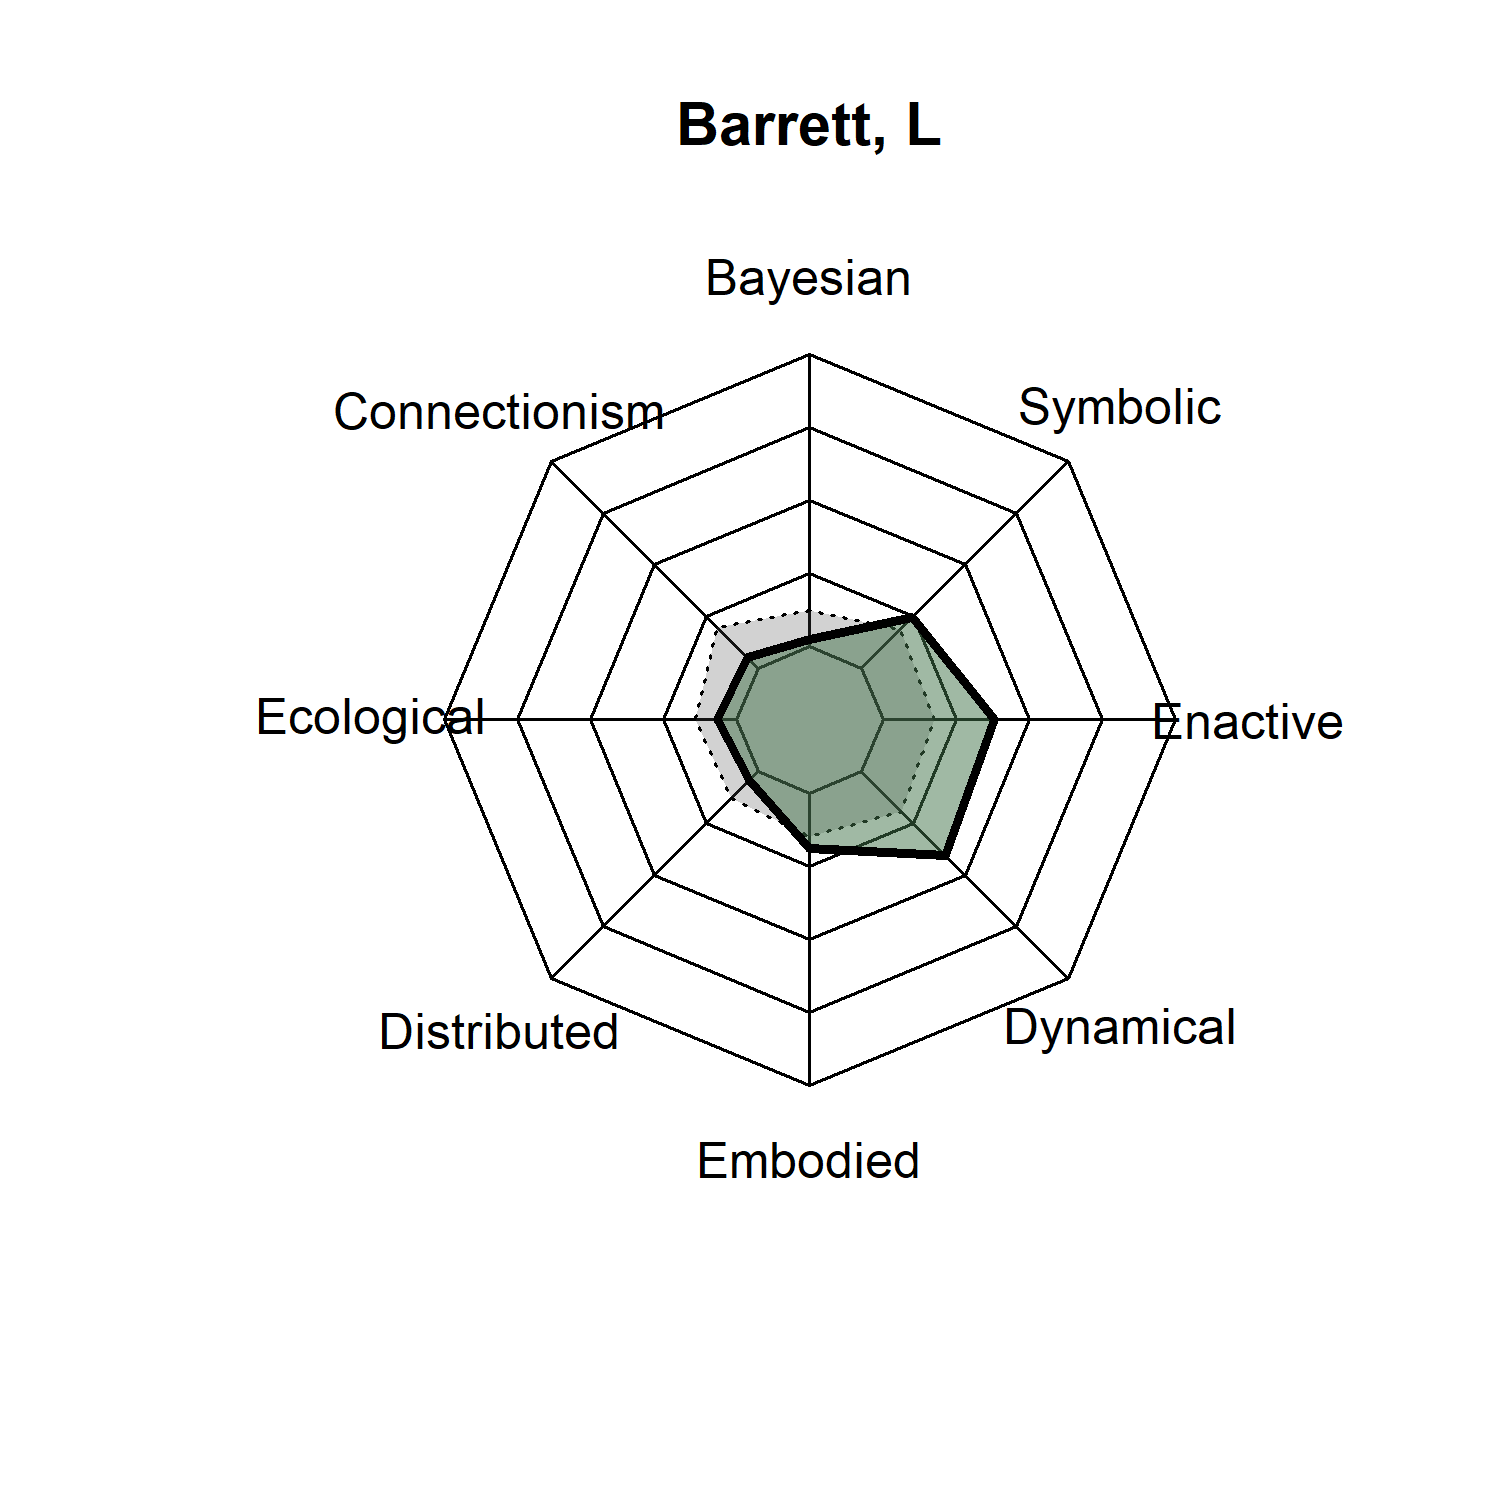 Barrett, L
Bayesian
Connectionism
Symbolic
Ecological
Enactive
Distributed
Dynamical
Embodied